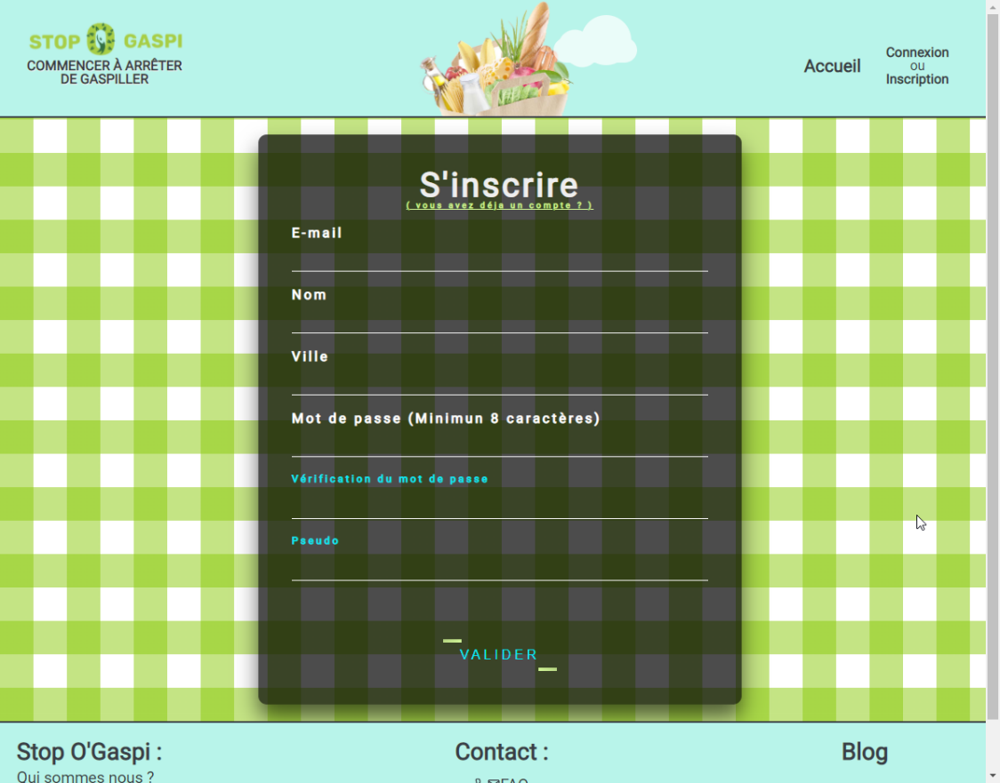 STOP GASPI
COMMENCER À ARRÊTER
DE GASPILLER
Accueil
Connexion
ou
Inscription
S'inscrire
( vous avez déja un compte ? )
E-mail
Nom
Ville
Mot de passe (Minimun 8 caractères)
Vérification du mot de passe
Pseudo
VALIDER
Stop O'Gaspi :
Contact :
Blog
Qui sommes nous ?
FAQ